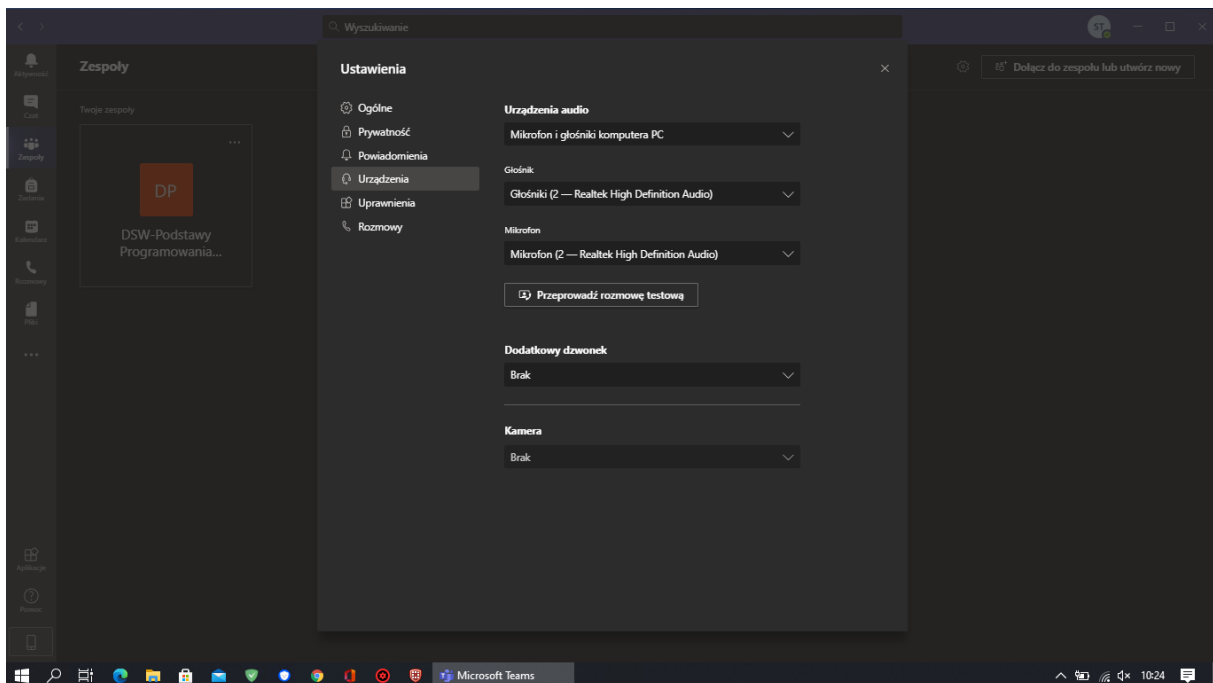 Wyszukiwanie
ST
Aktywność
Czat
Zespoły
Zadania
Kalendarz
Rozmowy
Pliki
Aplikacje
Pomoc
Zespoły
Dołącz do zespołu lub utwórz nowy
Twoje zespoły
DP
DSW-Podstawy
Programowania...
Ustawienia
Ogólne
Prywatność
Powiadomienia
Urządzenia
Uprawnienia
Rozmowy
Urządzenia audio
Mikrofon i głośniki komputera PC
Głośnik
Głośniki (2 — Realtek High Definition Audio)
Mikrofon
Mikrofon (2 — Realtek High Definition Audio)
Przeprowadź rozmowę testową
Dodatkowy dzwonek
Brak
Kamera
Brak
Microsoft Teams
10:24